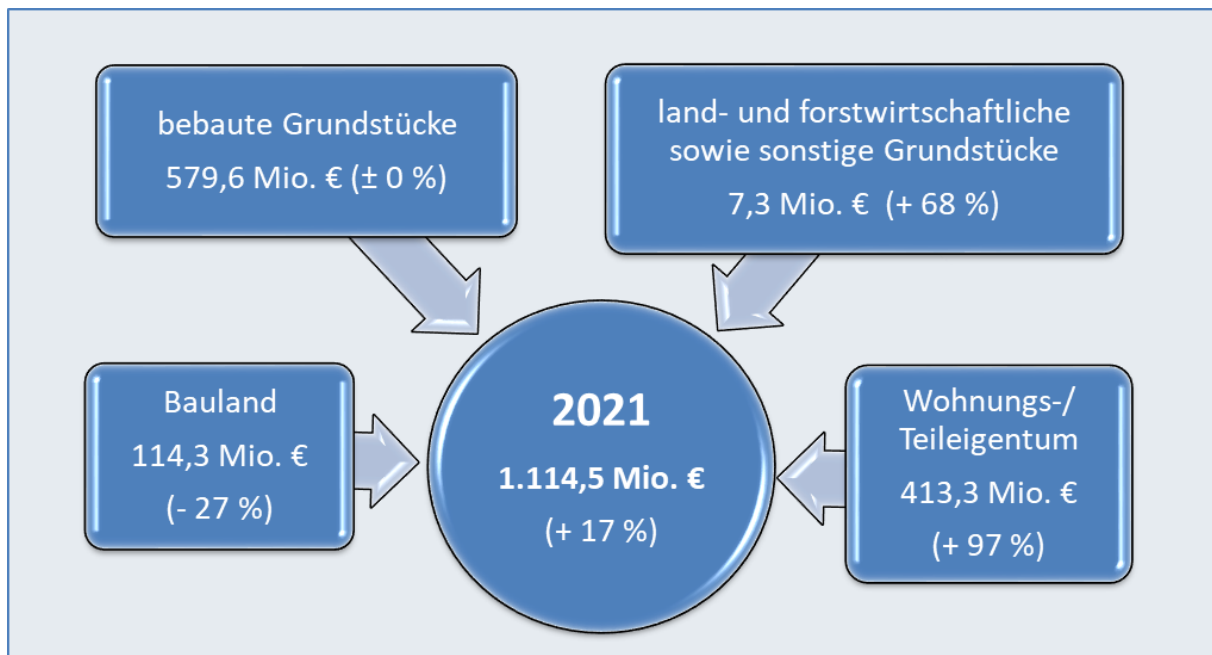 bebaute Grundstücke
579,6 Mio. € (± 0 %)
land- und forstwirtschaftliche
sowie sonstige Grundstücke
7,3 Mio. €  (+ 68 %)
Bauland
114,3 Mio. €
(- 27 %)
2021
1.114,5 Mio. €
(+ 17 %)
Wohnungs-/
Teileigentum
413,3 Mio. €
(+ 97 %)